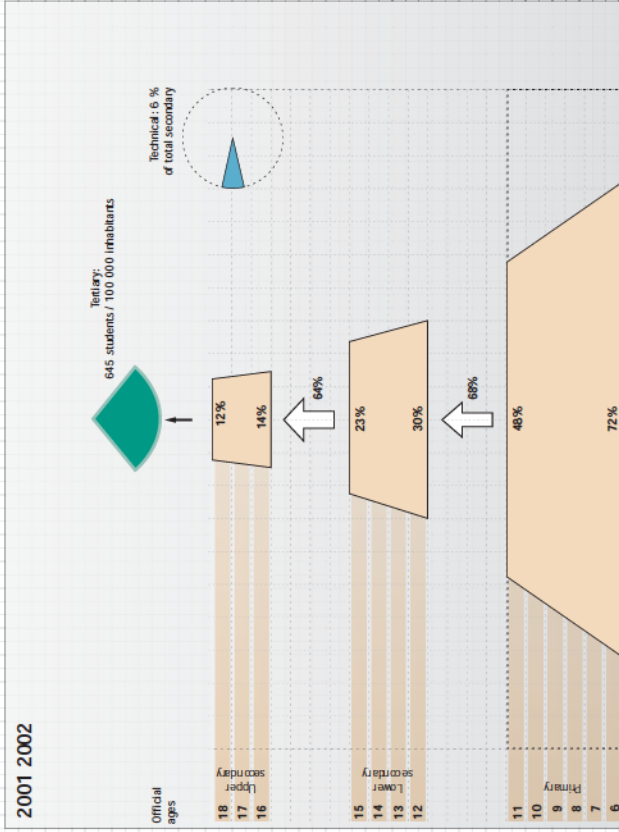 2001 2002
Tertiary:
645 students / 100 000 inhabitants
Technical: 6 %
of total secondary
Official
ages
18
17
16
Upper
secondary
12%
14%
64%
15
14
13
12
Lower
secondary
23%
30%
68%
11
10
9
8
7
6
Primary
48%
72%